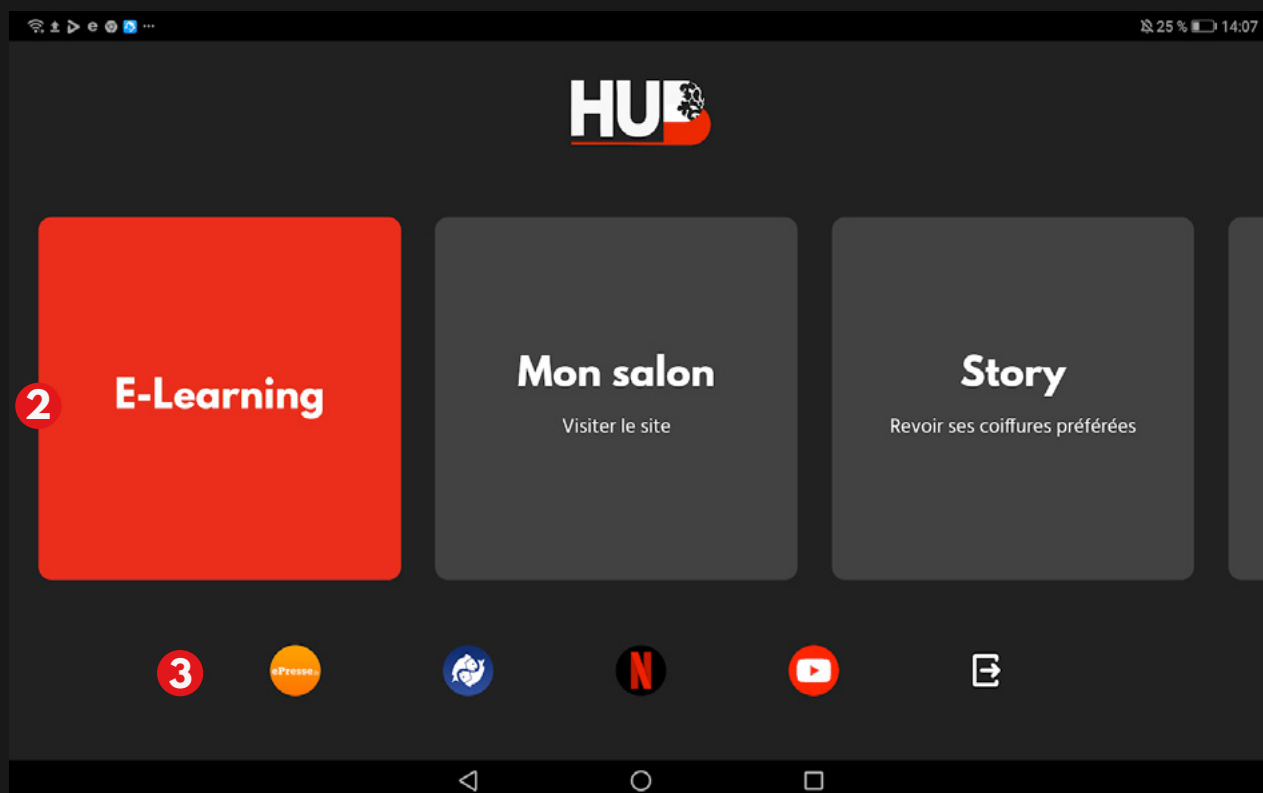 25 % 14:07
HUB
E-Learning
Mon salon
Visiter le site
Story
Revoir ses coiffures préférées
2
3
ePresse
N